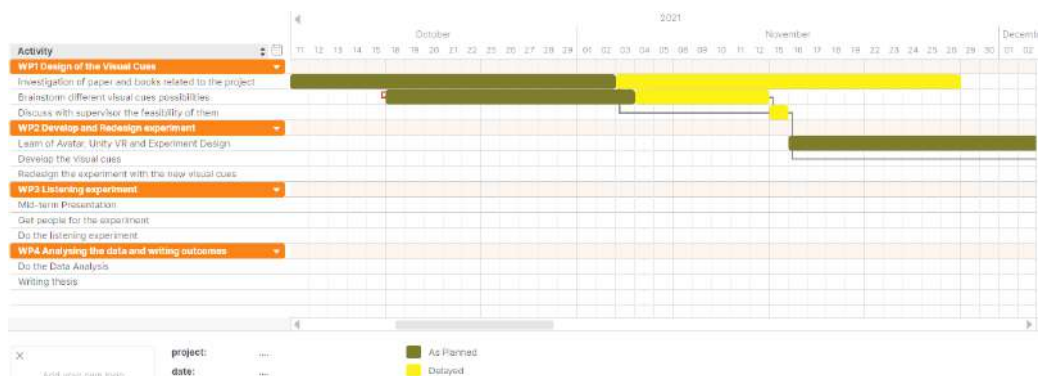 2021
October November Decemb
Activity 11 12 13 14 15 18 19 20 21 22 25 26 27 28 29 01 02 03 04 05 08 09 10 11 12 15 16 17 18 19 22 23 24 25 26 29 30 01 02
WP1 Design of the Visual Cues
Investigation of paper and books related to the project
Brainstorm different visual cues possibilities
Discuss with supervisor the feasibility of them
WP2 Develop and Redesign experiment
Learn of Avatar, Unity VR and Experiment Design
Develop the visual cues
Redesign the experiment with the new visual cues
WP3 Listening experiment
Mid-term Presentation
Get people for the experiment
Do the listening experiment
WP4 Analysing the data and writing outcomes
Do the Data Analysis
Writing thesis
project: ....
As Planned
date: ....
Delayed
Add your own logo